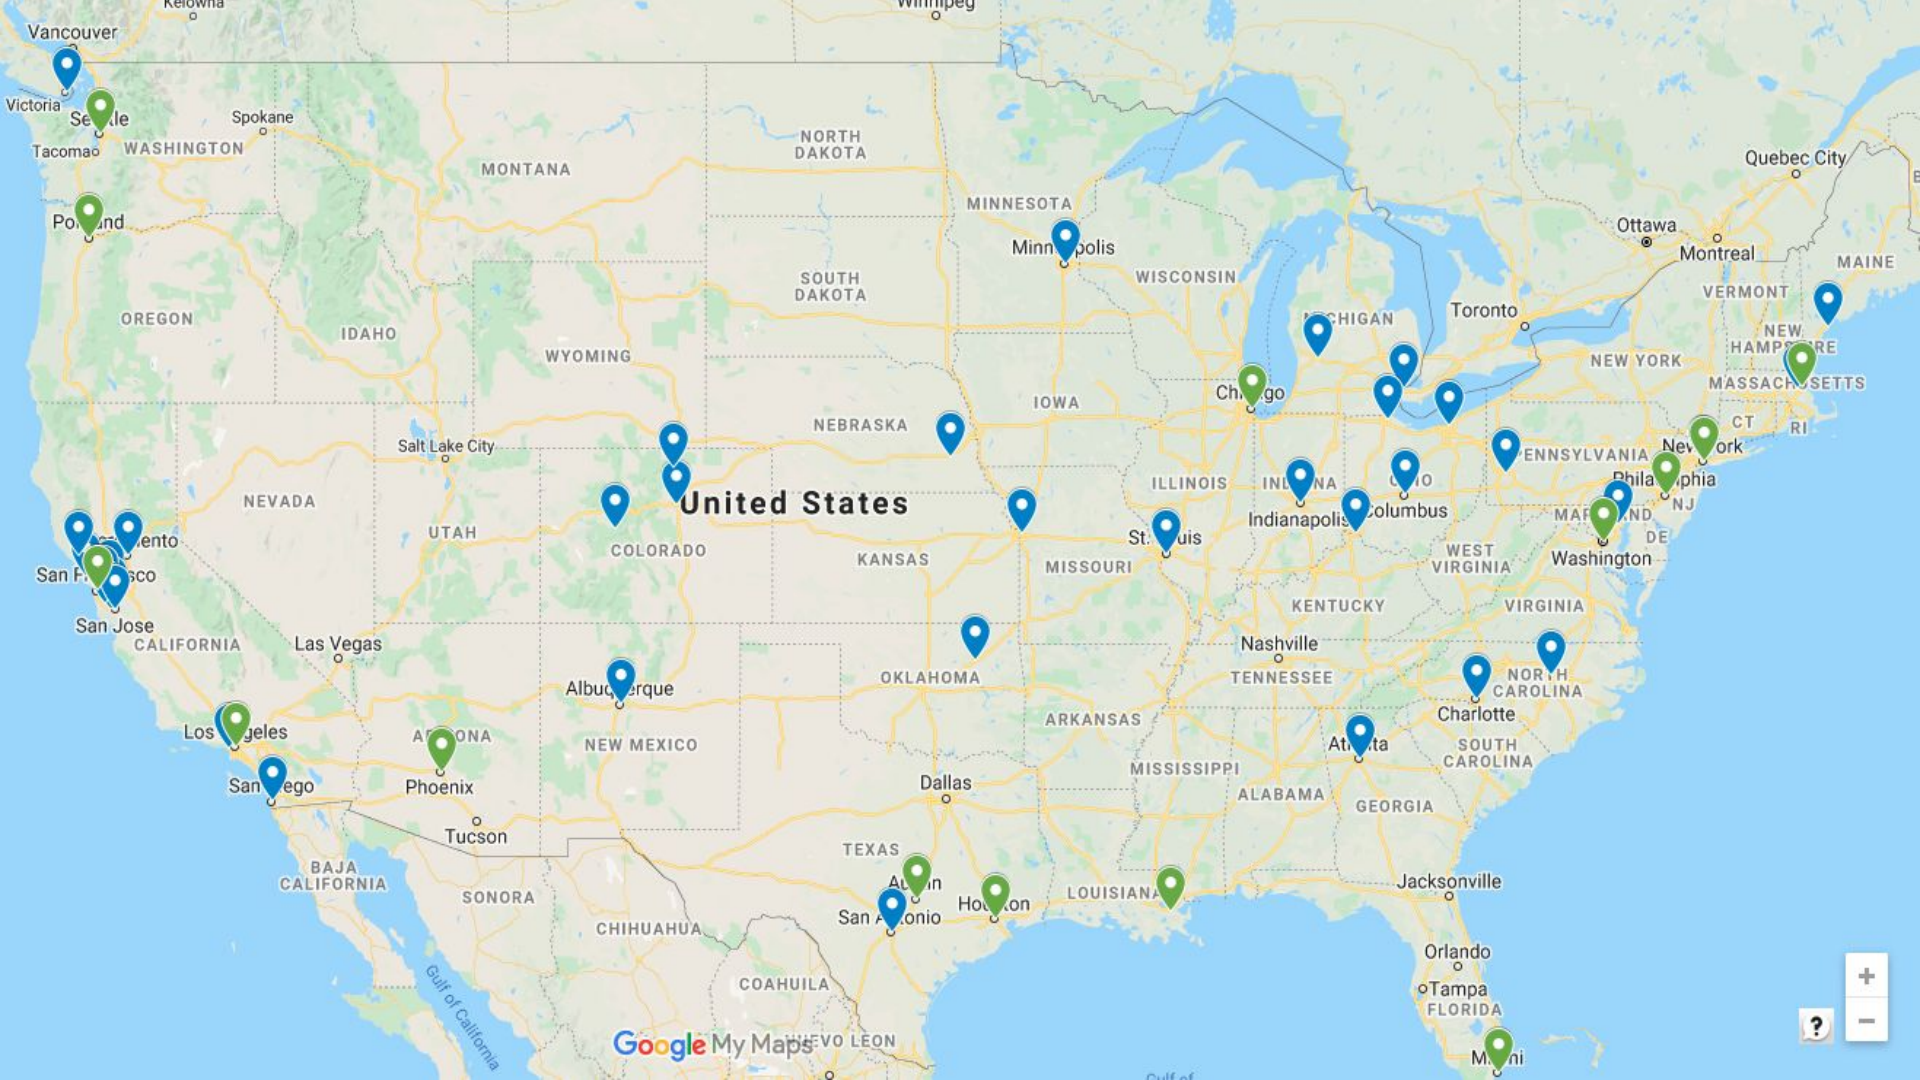 Kelowna
Winnipeg
Vancouver
Victoria
Spokane
Tacoma
WASHINGTON
MONTANA
NORTH
DAKOTA
Quebec City
MINNESOTA
Ottawa
Montreal
MAINE
WISCONSIN
SOUTH
DAKOTA
VERMONT
OREGON
IDAHO
Toronto
NEW
WYOMING
NEW YORK
MASSACHUSETTS
IOWA
NEBRASKA
CT
RI
Salt Lake City
ILLINOIS
NEVADA
United States
NJ
Indianapolis
Columbus
UTAH
COLORADO
KANSAS
MISSOURI
WEST
VIRGINIA
DE
Washington
KENTUCKY
VIRGINIA
San Jose
CALIFORNIA
Las Vegas
Nashville
TENNESSEE
OKLAHOMA
NORTH
CAROLINA
Charlotte
ARKANSAS
NEW MEXICO
SOUTH
CAROLINA
MISSISSIPPI
Phoenix
Dallas
ALABAMA
GEORGIA
Tucson
TEXAS
BAJA
CALIFORNIA
SONORA
LOUISIANA
Jacksonville
CHIHUAHUA
Orlando
COAHUILA
Tampa
FLORIDA
Gulf of California
Google My Maps
+
?
−